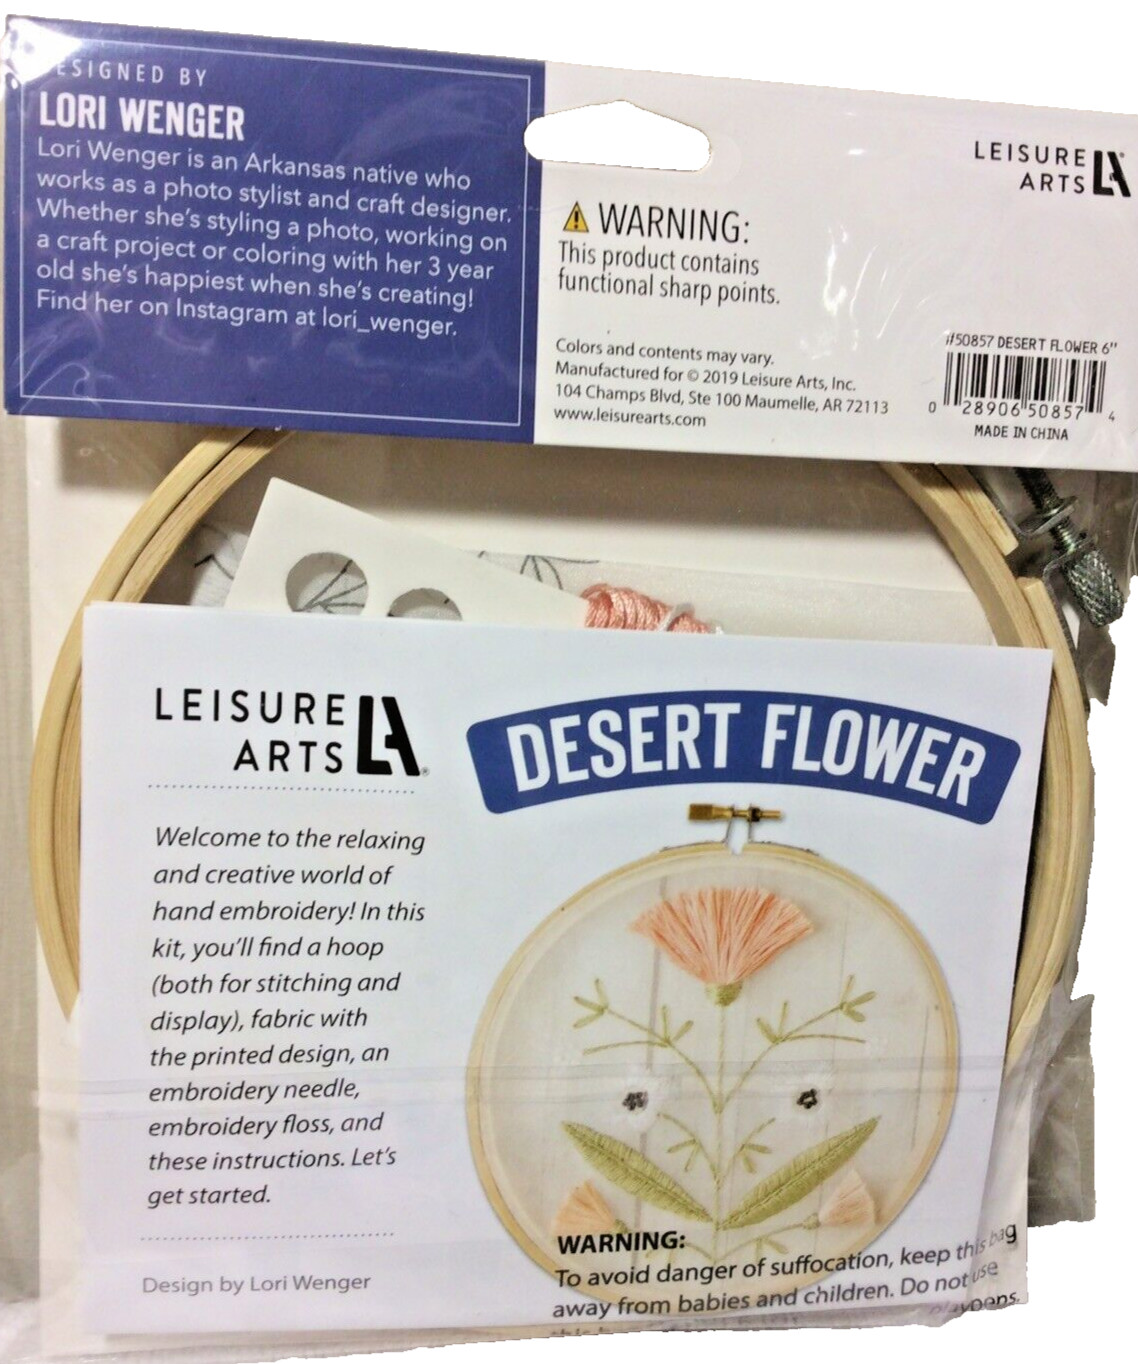 ESIGNED BY
LORI WENGER
Lori Wenger is an Arkansas native who
works as a photo stylist and craft designer.
Whether she's styling a photo, working on
a craft project or coloring with her 3 year
old she's happiest when she's creating!
Find her on Instagram at lori_wenger.
LEISURE
ARTS LA
WARNING:
This product contains
functional sharp points.
Colors and contents may vary.
Manufactured for © 2019 Leisure Arts, Inc.
104 Champs Blvd, Ste 100 Maumelle, AR 72113
www.leisurearts.com
#50857 DESERT FLOWER 6"
0 28906 50857 4
MADE IN CHINA
LEISURE
ARTS LA®
Welcome to the relaxing
and creative world of
hand embroidery! In this
kit, you'll find a hoop
(both for stitching and
display), fabric with
the printed design, an
embroidery needle,
embroidery floss, and
these instructions. Let's
get started.
Design by Lori Wenger
DESERT FLOWER
WARNING:
To avoid danger of suffocation, keep this bag
away from babies and children. Do not use
playpens.